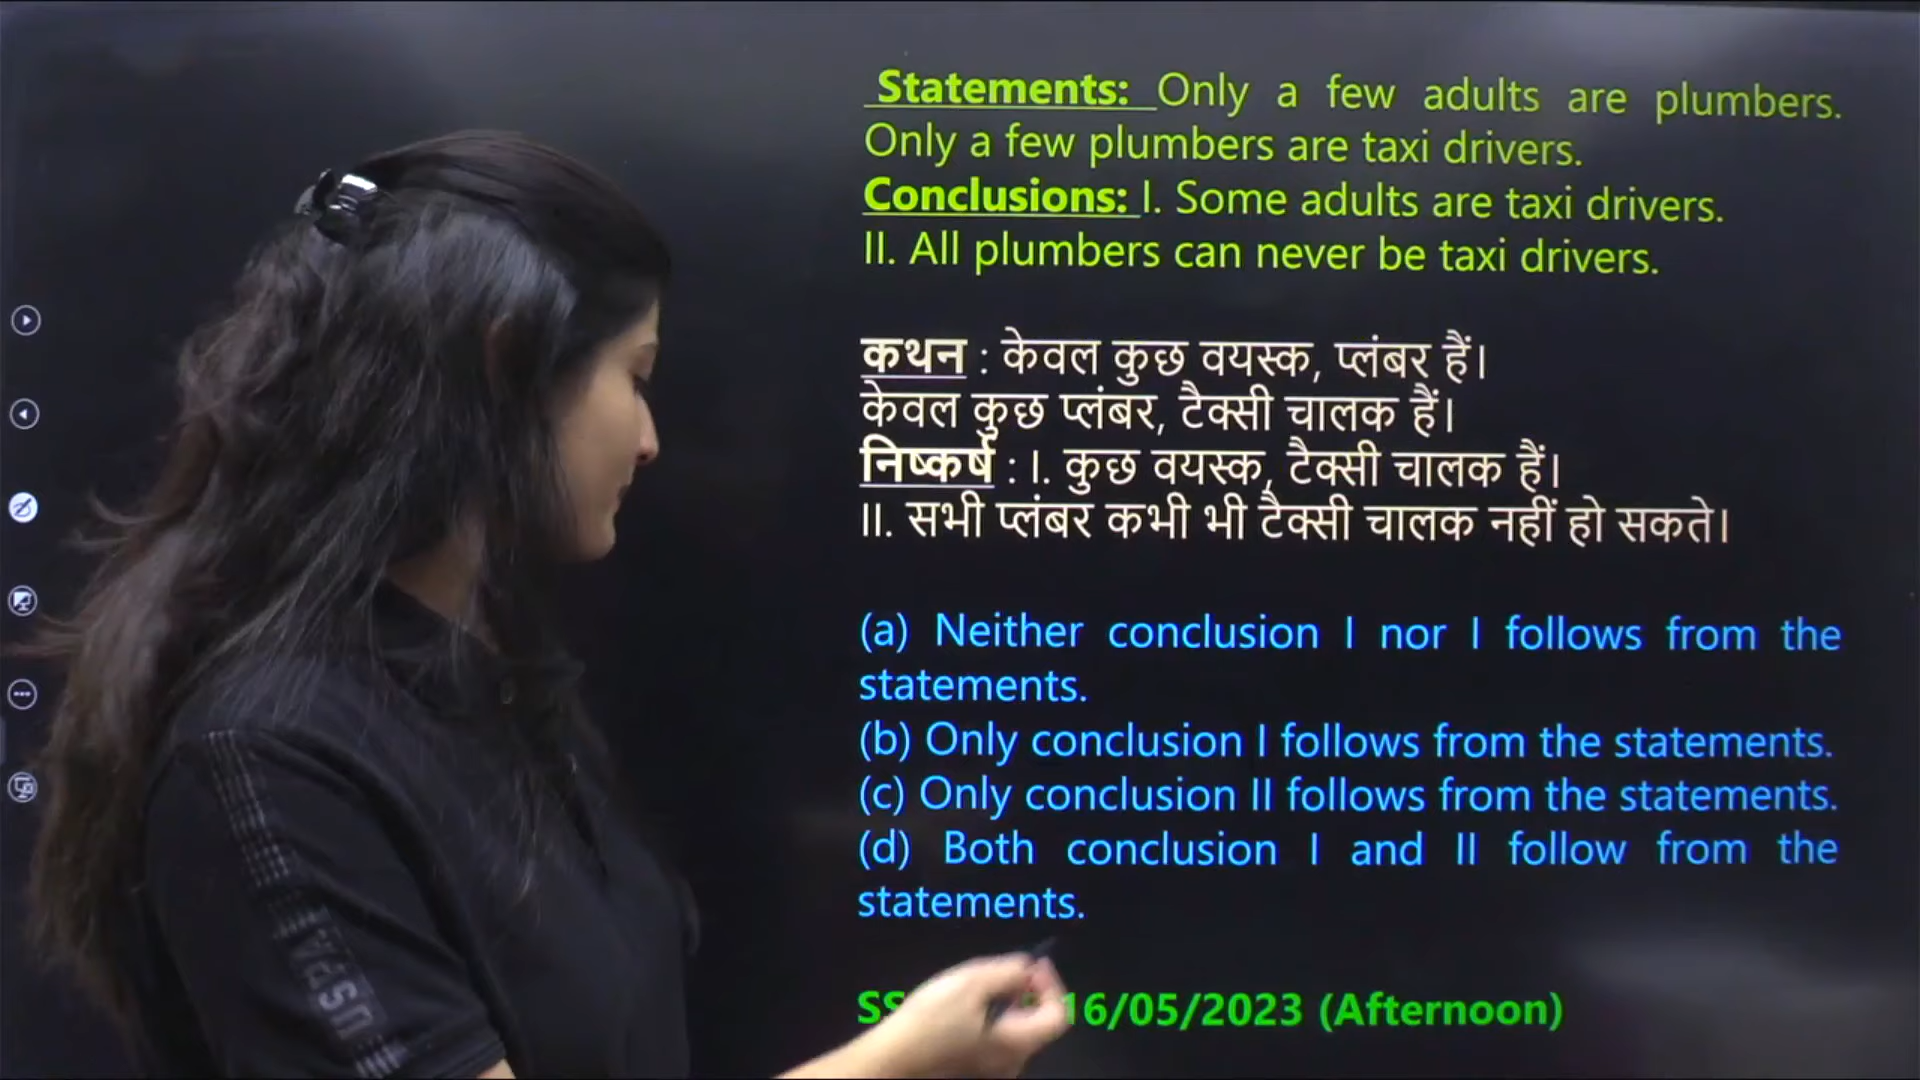 Statements: Only a few adults are plumbers.
Only a few plumbers are taxi drivers.
Conclusions: I. Some adults are taxi drivers.
II. All plumbers can never be taxi drivers.
कथन : केवल कुछ वयस्क, प्लंबर हैं।
केवल कुछ प्लंबर, टैक्सी चालक हैं।
निष्कर्ष : I. कुछ वयस्क, टैक्सी चालक हैं।
II. सभी प्लंबर कभी भी टैक्सी चालक नहीं हो सकते।
(a) Neither conclusion I nor I follows from the
statements.
(b) Only conclusion I follows from the statements.
(c) Only conclusion II follows from the statements.
(d) Both conclusion I and II follow from the
statements.
16/05/2023 (Afternoon)